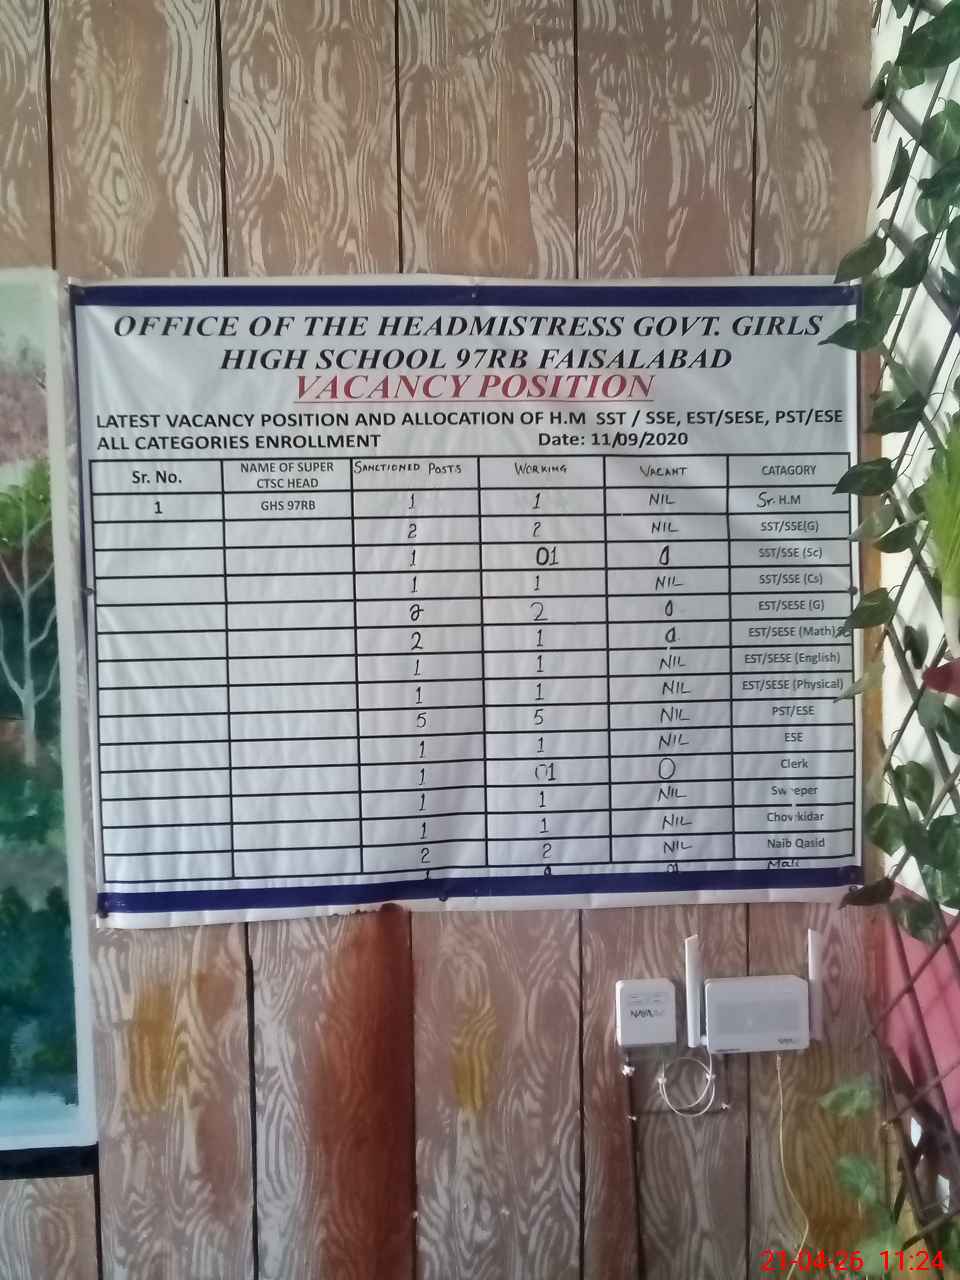 OFFICE OF THE HEADMISTRESS GOVT. GIRLS
HIGH SCHOOL 97RB FAISALABAD
VACANCY POSITION
LATEST VACANCY POSITION AND ALLOCATION OF H.M SST / SSE, EST/SESE, PST/ESE
ALL CATEGORIES ENROLLMENT Date: 11/09/2020
Sr. No. NAME OF SUPER CTSC HEAD SANCTIONED POSTS WORKING VACANT CATAGORY
1 GHS 97RB 1 1 NIL Sr. H.M
2 2 NIL SST/SSE(G)
1 01 0 SST/SSE (Sc)
1 1 NIL SST/SSE (Cs)
2 2 0 EST/SESE (G)
2 1 EST/SESE (Math)
1 1 NIL EST/SESE (English)
1 1 NIL EST/SESE (Physical)
5 5 NIL PST/ESE
1 1 NIL ESE
1 01 0 Clerk
1 1 NIL Sweeper
1 1 NIL Chowkidar
2 2 NIL Naib Qasid
Mali
NAYA
21-04-26 11:24